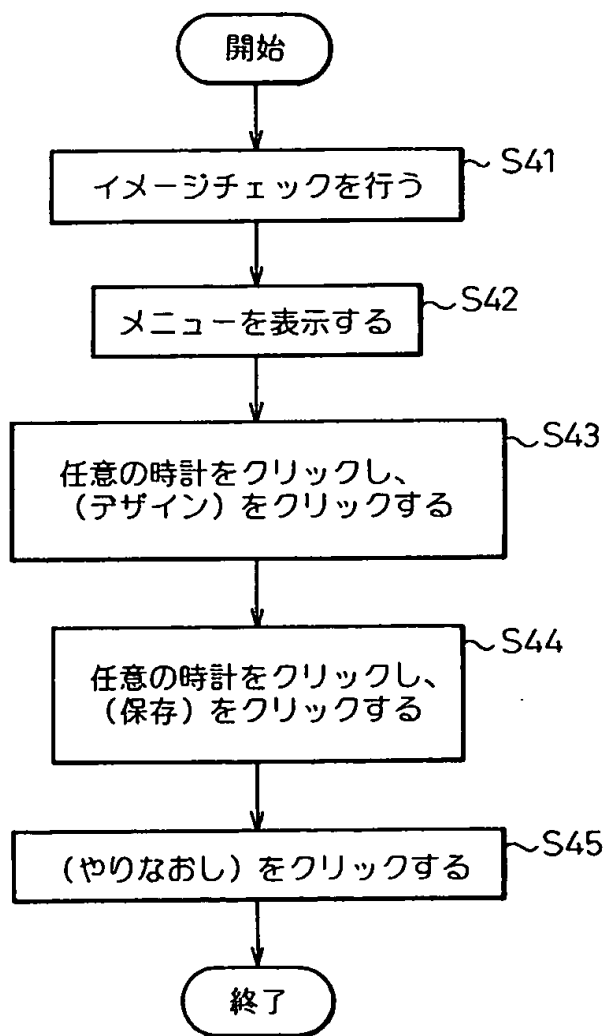 開始
イメージチェックを行う
S41
メニューを表示する
S42
任意の時計をクリックし、
(デザイン)をクリックする
S43
任意の時計をクリックし、
(保存)をクリックする
S44
(やりなおし)をクリックする
S45
終了